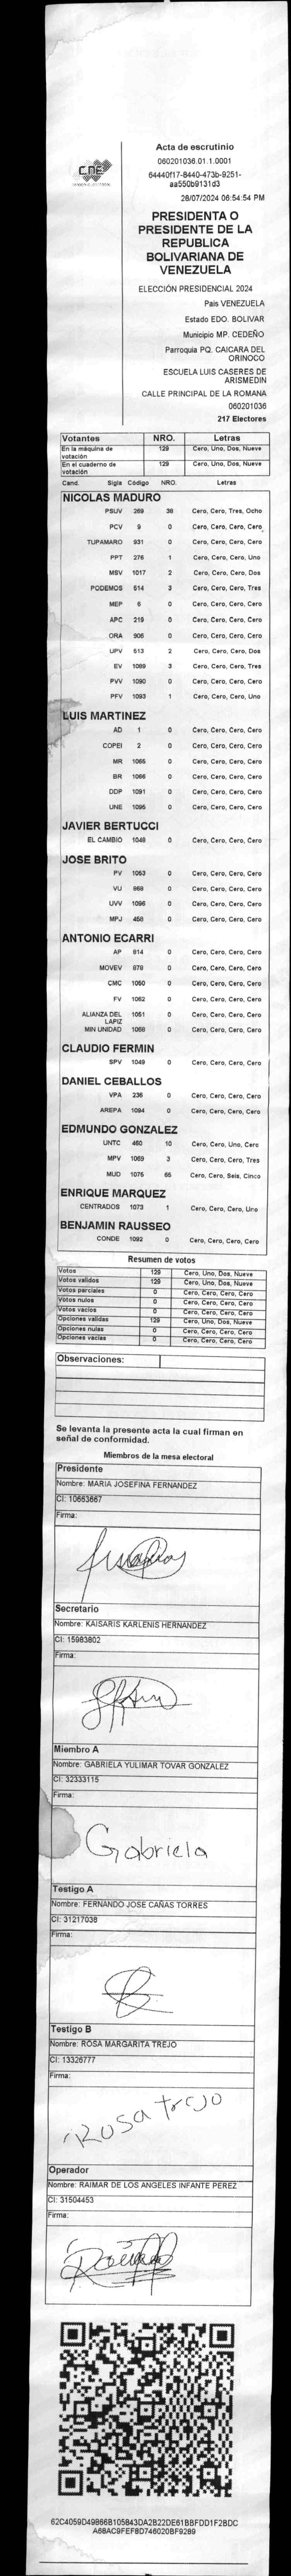 CNE
Acta de escrutinio
060201036.01.1.0001
64440f17-8440-473b-9251-
aa550b9131d3
28/07/2024 06:54:54 PM
PRESIDENTA O
PRESIDENTE DE LA
REPUBLICA
BOLIVARIANA DE
VENEZUELA
ELECCIÓN PRESIDENCIAL 2024
Pais VENEZUELA
Estado EDO. BOLIVAR
Municipio MP. CEDEÑO
Parroquia PQ. CAICARA DEL
ORINOCO
ESCUELA LUIS CASERES DE
ARISMEDIN
CALLE PRINCIPAL DE LA ROMANA
060201036
217 Electores
Votantes NRO. Letras
En la máquina de votación 129 Cero, Uno, Dos, Nueve
En el cuaderno de votación 129 Cero, Uno, Dos, Nueve
Cand. Sigla Código NRO. Letras
NICOLAS MADURO
PSUV 269 38 Cero, Cero, Tres, Ocho
PCV 9 0 Cero, Cero, Cero, Cero
TUPAMARO 931 0 Cero, Cero, Cero, Cero
PPT 276 1 Cero, Cero, Cero, Uno
MSV 1017 2 Cero, Cero, Cero, Dos
PODEMOS 514 3 Cero, Cero, Cero, Tres
MEP 6 0 Cero, Cero, Cero, Cero
APC 219 0 Cero, Cero, Cero, Cero
ORA 906 0 Cero, Cero, Cero, Cero
UPV 513 2 Cero, Cero, Cero, Dos
EV 1089 3 Cero, Cero, Cero, Tres
PVV 1090 0 Cero, Cero, Cero, Cero
PFV 1093 1 Cero, Cero, Cero, Uno
LUIS MARTINEZ
AD 1 0 Cero, Cero, Cero, Cero
COPEI 2 0 Cero, Cero, Cero, Cero
MR 1065 0 Cero, Cero, Cero, Cero
BR 1066 0 Cero, Cero, Cero, Cero
DDP 1091 0 Cero, Cero, Cero, Cero
UNE 1095 0 Cero, Cero, Cero, Cero
JAVIER BERTUCCI
EL CAMBIO 1048 0 Cero, Cero, Cero, Cero
JOSE BRITO
PV 1053 0 Cero, Cero, Cero, Cero
VU 868 0 Cero, Cero, Cero, Cero
UVV 1096 0 Cero, Cero, Cero, Cero
MPJ 458 0 Cero, Cero, Cero, Cero
ANTONIO ECARRI
AP 814 0 Cero, Cero, Cero, Cero
MOVEV 878 0 Cero, Cero, Cero, Cero
CMC 1050 0 Cero, Cero, Cero, Cero
FV 1062 0 Cero, Cero, Cero, Cero
ALIANZA DEL LAPIZ 1051 0 Cero, Cero, Cero, Cero
MIN UNIDAD 1068 0 Cero, Cero, Cero, Cero
CLAUDIO FERMIN
SPV 1049 0 Cero, Cero, Cero, Cero
DANIEL CEBALLOS
VPA 236 0 Cero, Cero, Cero, Cero
AREPA 1094 0 Cero, Cero, Cero, Cero
EDMUNDO GONZALEZ
UNTC 460 10 Cero, Cero, Uno, Cero
MPV 1069 3 Cero, Cero, Cero, Tres
MUD 1075 65 Cero, Cero, Seis, Cinco
ENRIQUE MARQUEZ
CENTRADOS 1073 1 Cero, Cero, Cero, Uno
BENJAMIN RAUSSEO
CONDE 1092 0 Cero, Cero, Cero, Cero
Resumen de votos
Votos 129 Cero, Uno, Dos, Nueve
Votos validos 129 Cero, Uno, Dos, Nueve
Votos parciales 0 Cero, Cero, Cero, Cero
Votos nulos 0 Cero, Cero, Cero, Cero
Votos vacios 0 Cero, Cero, Cero, Cero
Opciones validas 129 Cero, Uno, Dos, Nueve
Opciones nulas 0 Cero, Cero, Cero, Cero
Opciones vacias 0 Cero, Cero, Cero, Cero
Observaciones:
Se levanta la presente acta la cual firman en
señal de conformidad.
Miembros de la mesa electoral
Presidente
Nombre: MARIA JOSEFINA FERNANDEZ
CI: 10663667
Firma:
Secretario
Nombre: KAISARIS KARLENIS HERNANDEZ
CI: 15983802
Firma:
Miembro A
Nombre: GABRIELA YULIMAR TOVAR GONZALEZ
CI: 32333115
Firma:
Gabriela
Testigo A
Nombre: FERNANDO JOSE CAÑAS TORRES
CI: 31217038
Firma:
Testigo B
Nombre: ROSA MARGARITA TREJO
CI: 13326777
Firma:
Rosa trejo
Operador
Nombre: RAIMAR DE LOS ANGELES INFANTE PEREZ
CI: 31504453
Firma:
62C4059D49866B105843DA2B22DE61BBFDD1F2BDC
A68AC9FEF8D746020BF9289